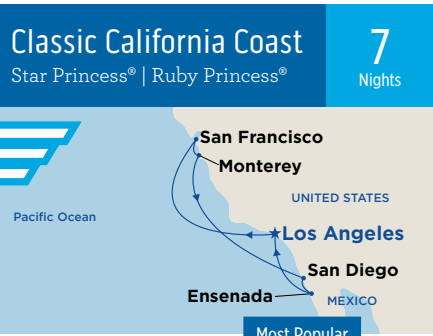 Classic California Coast
Star Princess® | Ruby Princess®
7
Nights
San Francisco
Monterey
UNITED STATES
Pacific Ocean
Los Angeles
San Diego
Ensenada
MEXICO
Most Popular